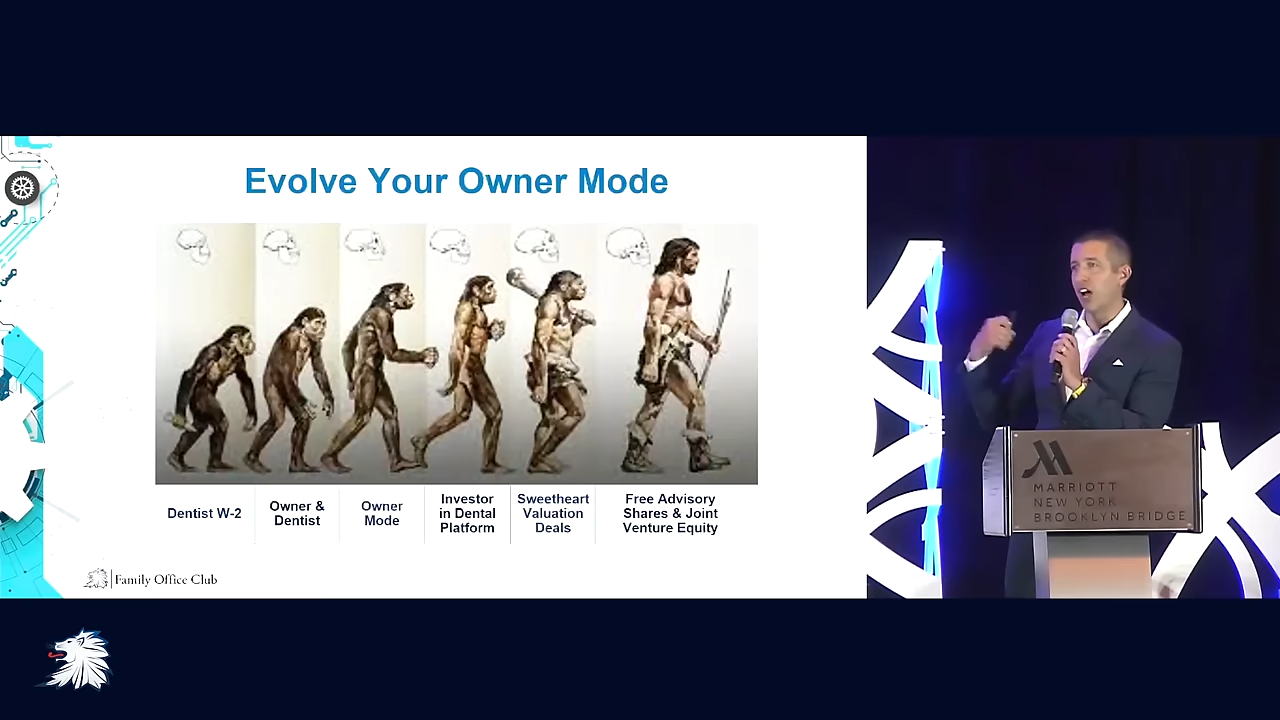 Evolve Your Owner Mode
Dentist W-2
Owner &
Dentist
Owner
Mode
Investor
in Dental
Platform
Sweetheart
Valuation
Deals
Free Advisory
Shares & Joint
Venture Equity
Family Office Club
MARRIOTT
NEW YORK
BROOKLYN BRIDGE